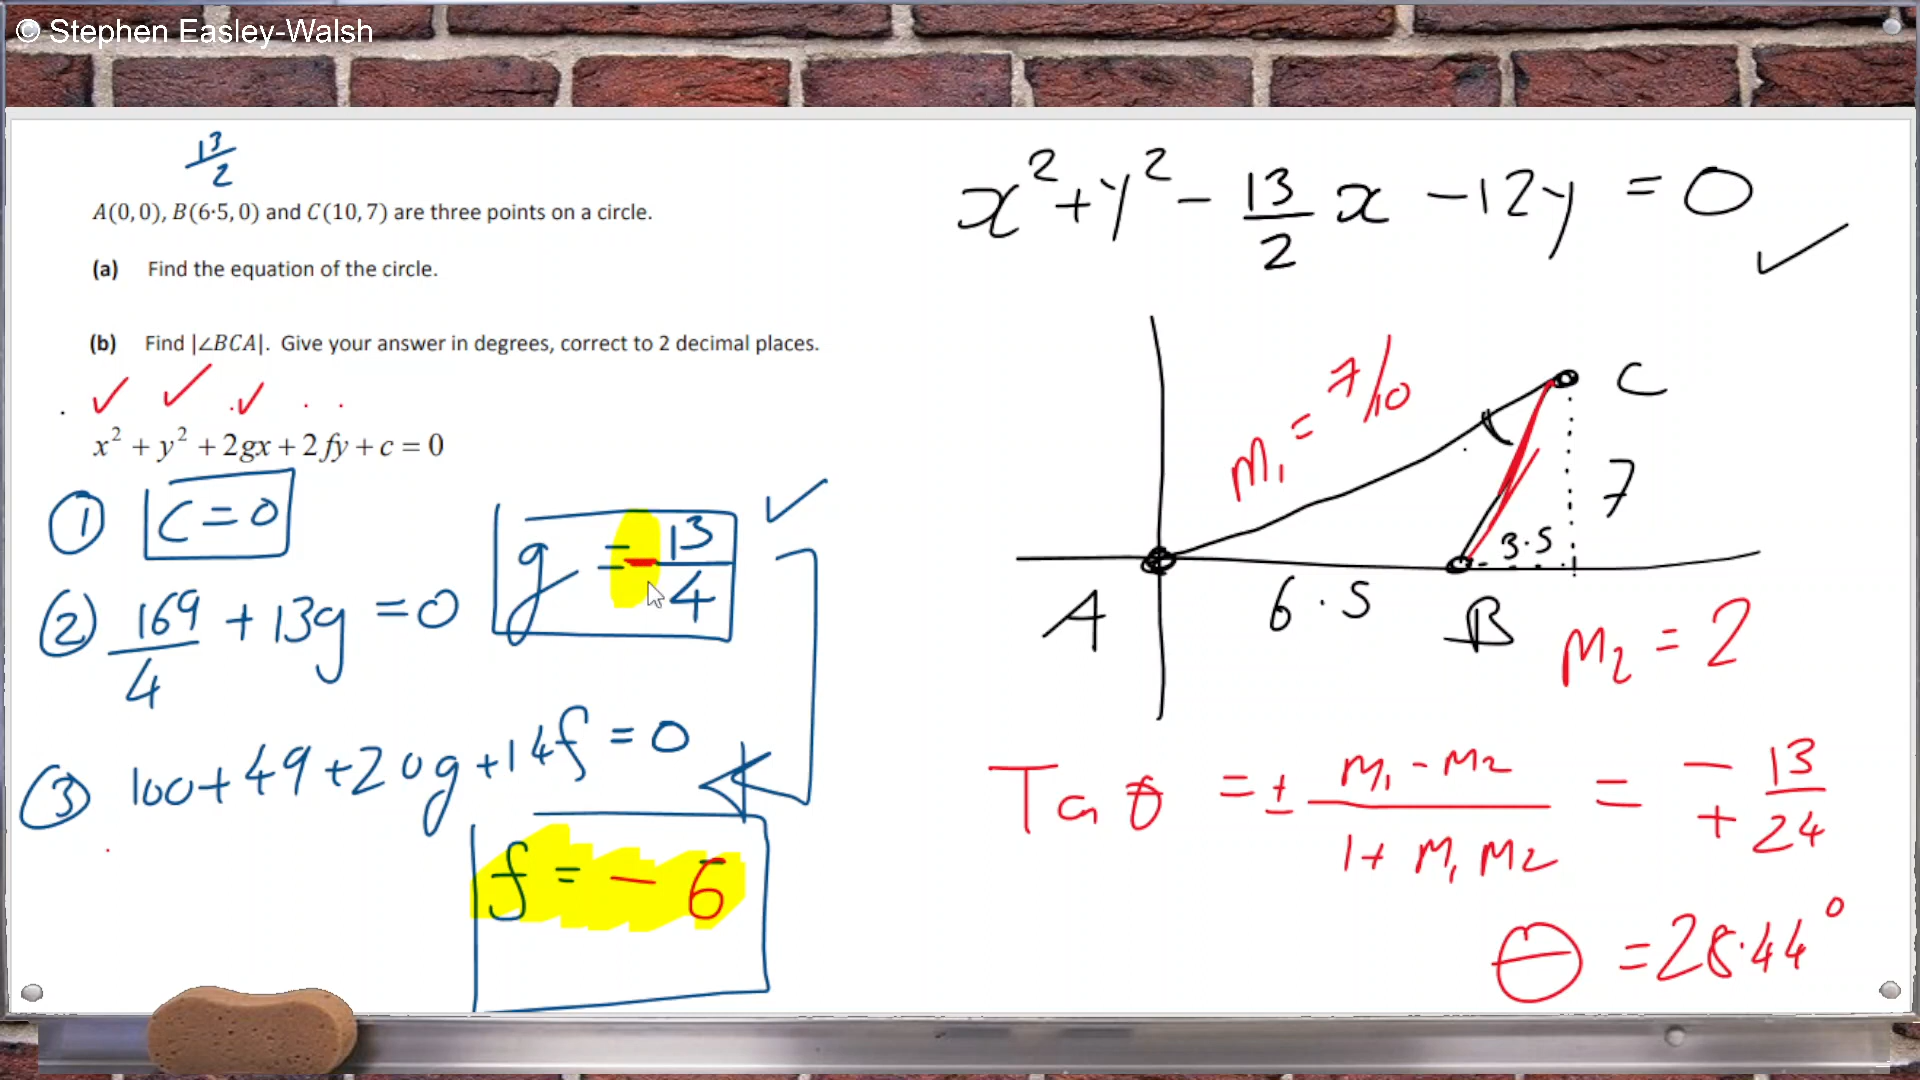 © Stephen Easley-Walsh
13/2
A(0,0), B(6·5,0) and C(10,7) are three points on a circle.
(a) Find the equation of the circle.
(b) Find |∠BCA|. Give your answer in degrees, correct to 2 decimal places.
x² + y² + 2gx + 2fy + c = 0
① C = 0
g = -13/4
② 169/4 + 13g = 0
③ 100 + 49 + 20g + 14f = 0
f = - 6
x² + y² - 13/2 x - 12y = 0
m₁ = 7/10
C
7
3.5
A
6.5
B
m₂ = 2
Tan θ = ± m₁ - m₂ / 1 + m₁ m₂ = -13 / +24
θ = 28.44°